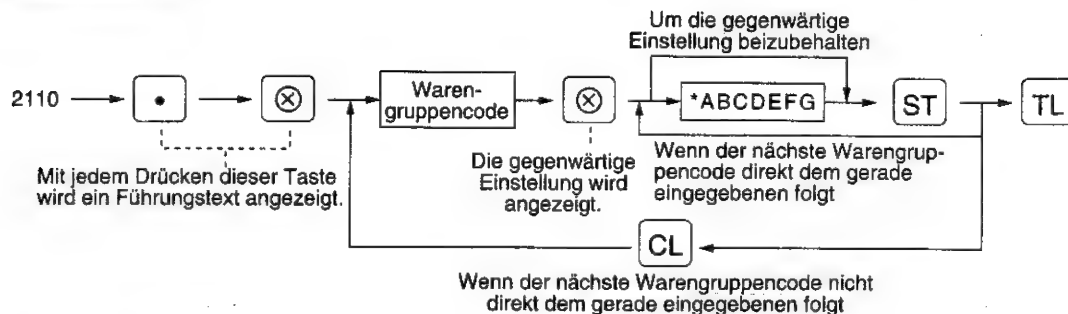 Um die gegenwärtige
Einstellung beizubehalten
2110
•
⊗
Waren-
gruppencode
⊗
*ABCDEFG
ST
TL
Mit jedem Drücken dieser Taste
wird ein Führungstext angezeigt.
Die gegenwärtige
Einstellung wird
angezeigt.
Wenn der nächste Warengrup-
pencode direkt dem gerade
eingegebenen folgt
CL
Wenn der nächste Warengruppencode nicht
direkt dem gerade eingegebenen folgt